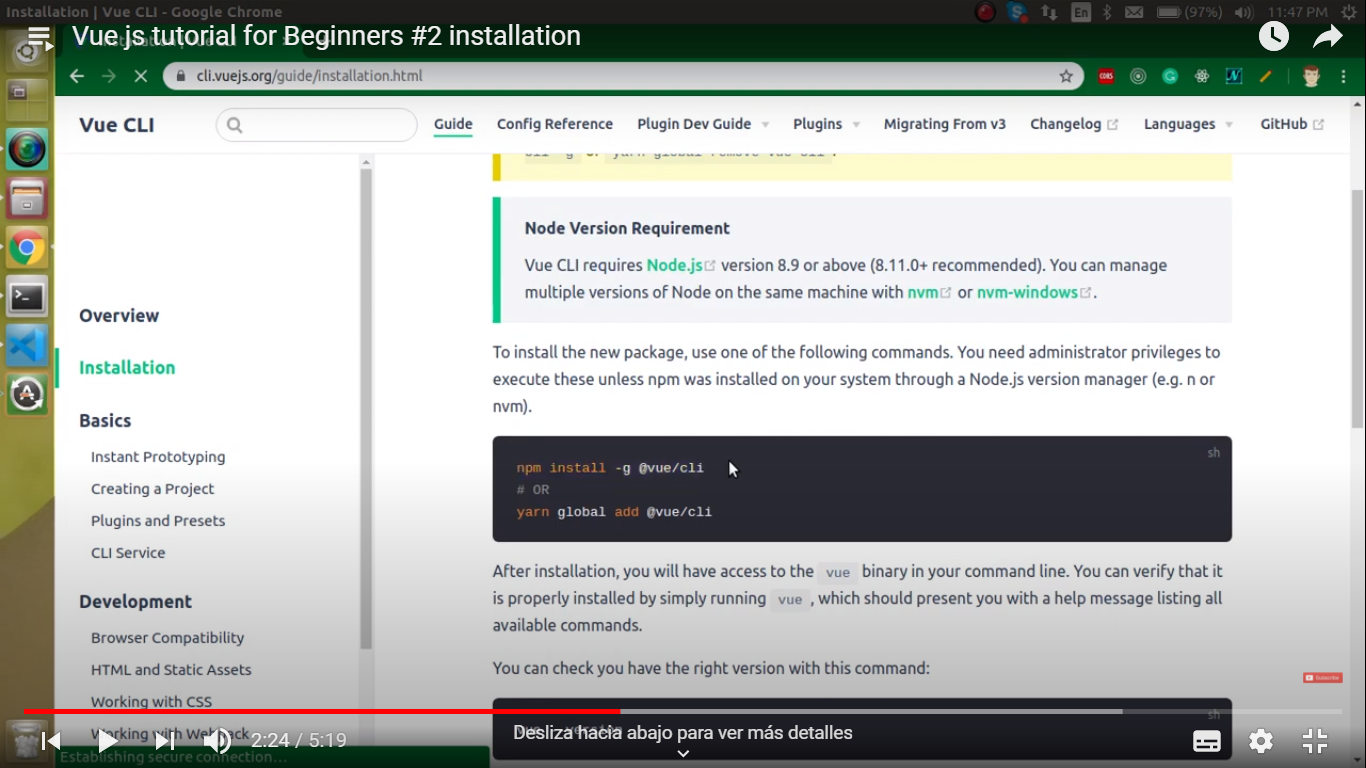 Installation | Vue CLI - Google Chrome
En
(97%)
11:47 PM
Vue js tutorial for Beginners #2 installation
cli.vuejs.org/guide/installation.html
CORS
N
Vue CLI
Guide
Config Reference
Plugin Dev Guide
Plugins
Migrating From v3
Changelog
Languages
GitHub
Node Version Requirement
Vue CLI requires Node.js version 8.9 or above (8.11.0+ recommended). You can manage
multiple versions of Node on the same machine with nvm or nvm-windows.
To install the new package, use one of the following commands. You need administrator privileges to
execute these unless npm was installed on your system through a Node.js version manager (e.g. n or
nvm).
sh
npm install -g @vue/cli
# OR
yarn global add @vue/cli
After installation, you will have access to the vue binary in your command line. You can verify that it
is properly installed by simply running vue , which should present you with a help message listing all
available commands.
You can check you have the right version with this command:
sh
Overview
Installation
Basics
Instant Prototyping
Creating a Project
Plugins and Presets
CLI Service
Development
Browser Compatibility
HTML and Static Assets
Working with CSS
Working with Webpack
Subscribe
2:24 / 5:19
Desliza hacia abajo para ver más detalles
Establishing secure connection...